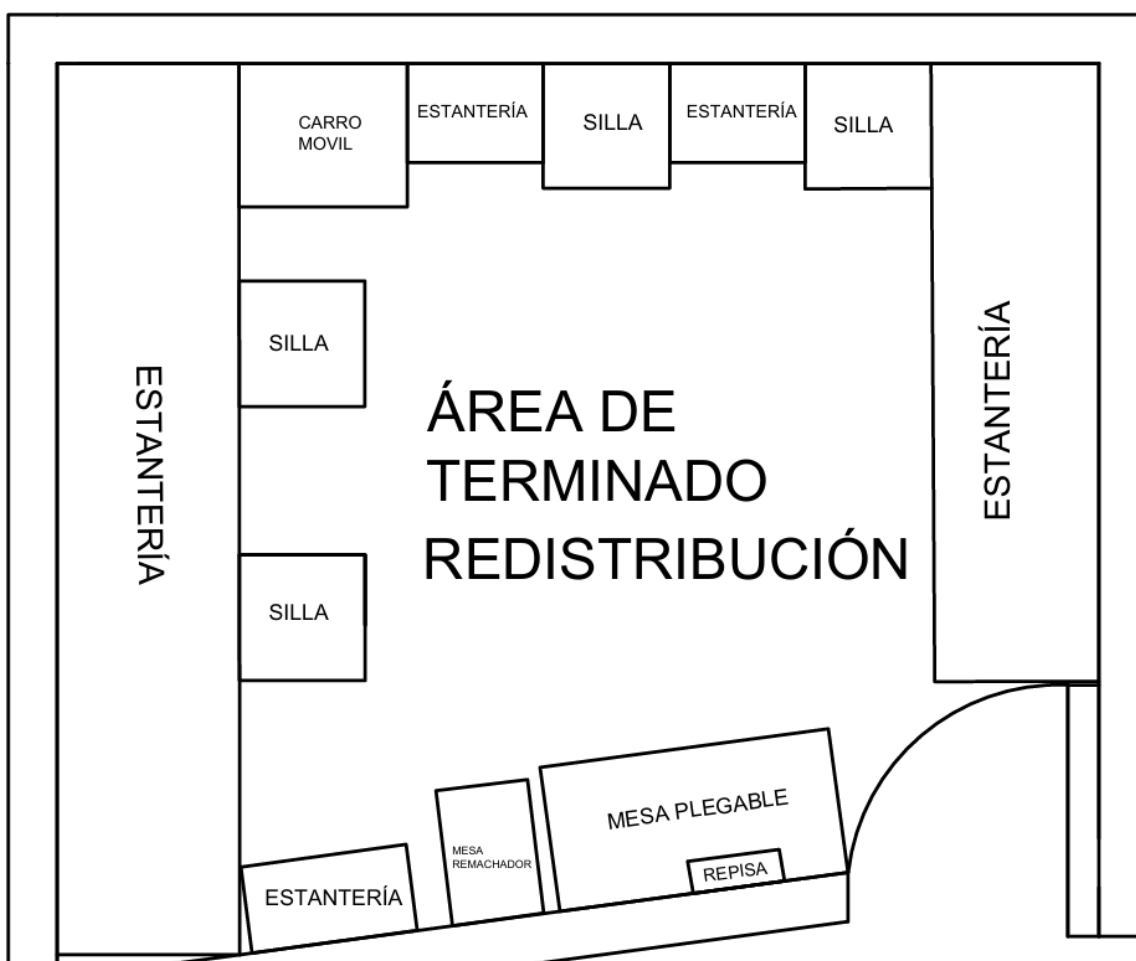 CARRO
MOVIL
ESTANTERÍA
SILLA
ESTANTERÍA
SILLA
SILLA
ESTANTERÍA
ESTANTERÍA
ÁREA DE
TERMINADO
REDISTRIBUCIÓN
SILLA
MESA PLEGABLE
MESA
REMACHADOR
REPISA
ESTANTERÍA